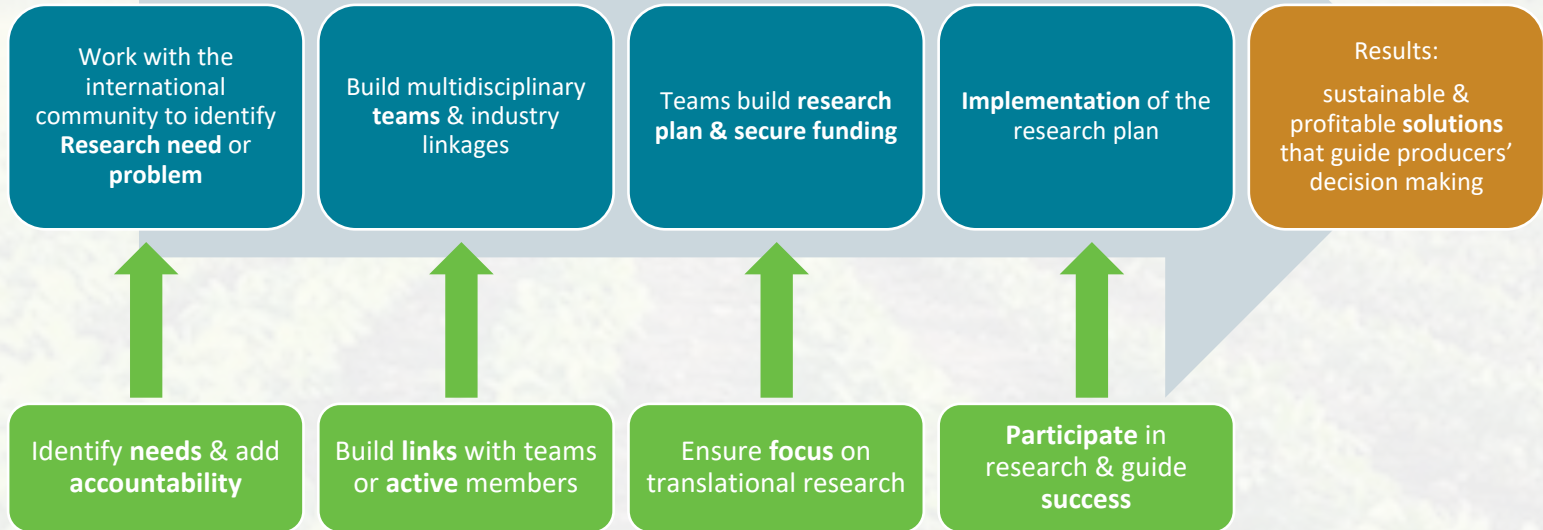 Work with the
international
community to identify
Research need or
problem
Build multidisciplinary
teams & industry
linkages
Teams build research
plan & secure funding
Implementation of the
research plan
Results:
sustainable &
profitable solutions
that guide producers’
decision making
Identify needs & add
accountability
Build links with teams
or active members
Ensure focus on
translational research
Participate in
research & guide
success